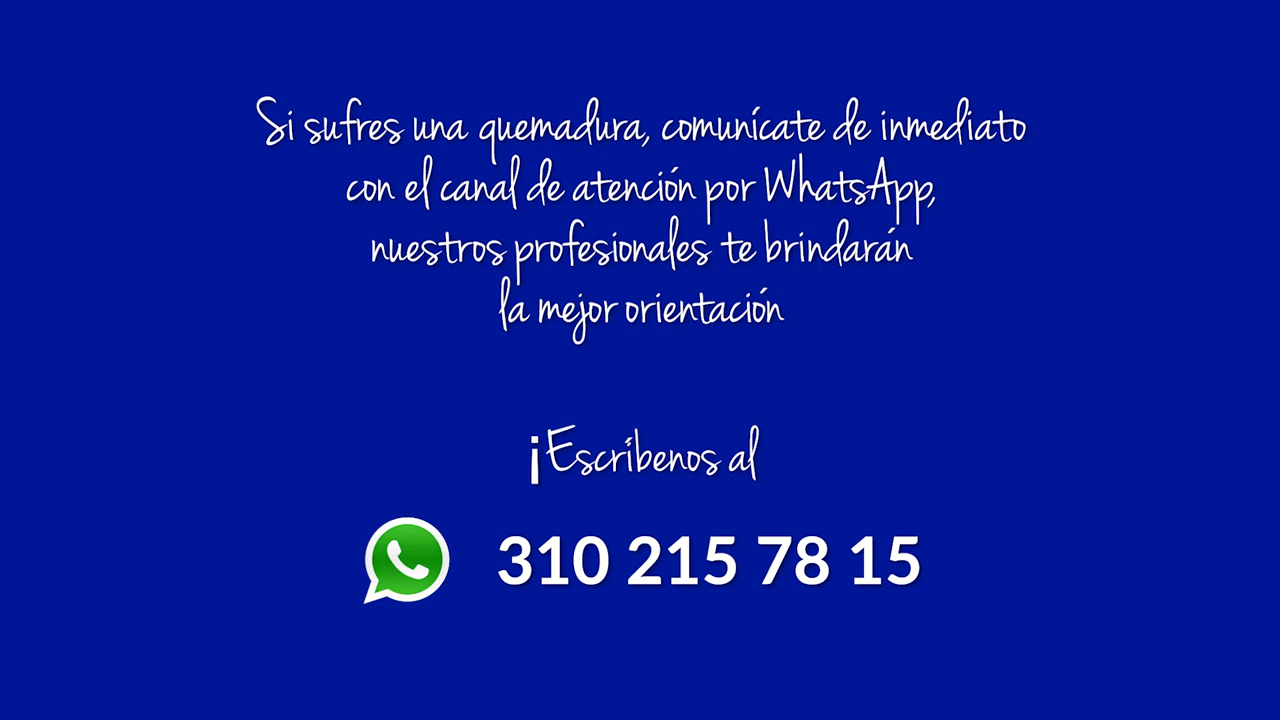 Si sufres una quemadura, comunícate de inmediato
con el canal de atención por WhatsApp,
nuestros profesionales te brindarán
la mejor orientación
¡Escríbenos al
310 215 78 15